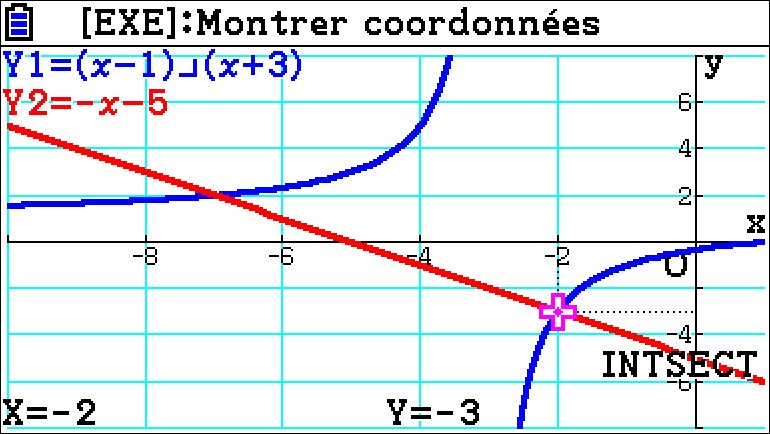 [EXE]:Montrer coordonnées
Y1=(x-1)⌟(x+3)
Y2=-x-5
y
6
4
2
x
-8 -6 -4 -2 O
-4
INTSECT
-6
X=-2 Y=-3